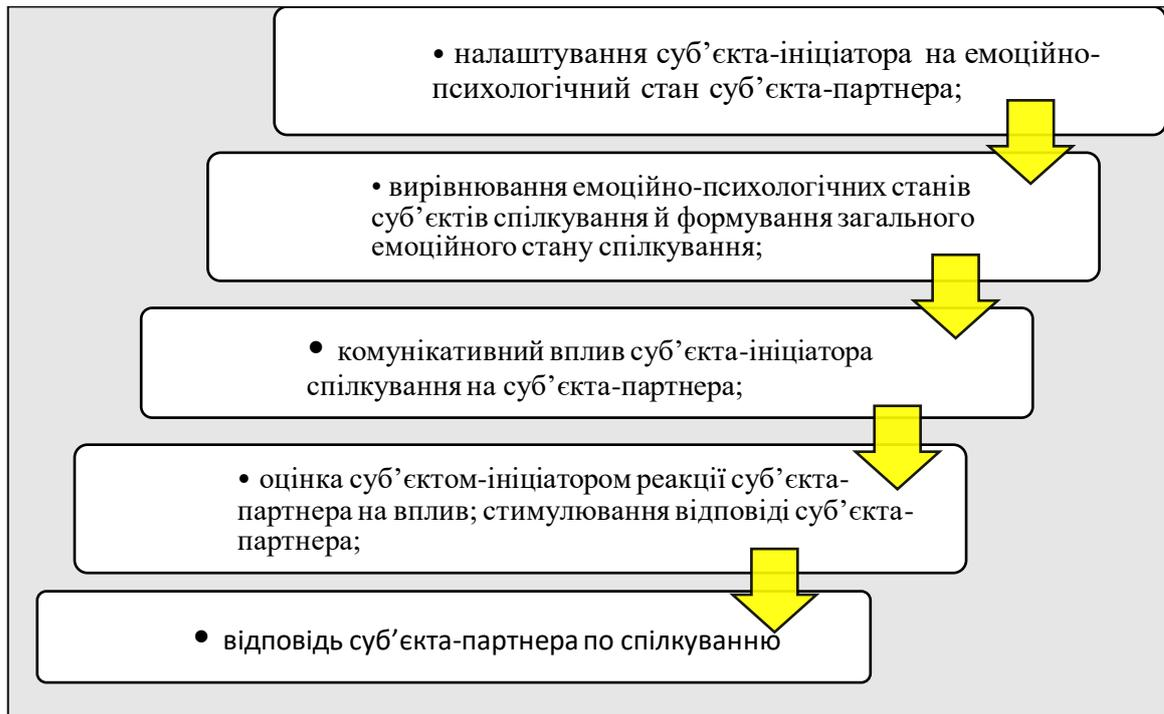 • налаштування суб’єкта-ініціатора на емоційно-
психологічний стан суб’єкта-партнера;
• вирівнювання емоційно-психологічних станів
суб’єктів спілкування й формування загального
емоційного стану спілкування;
• комунікативний вплив суб’єкта-ініціатора
спілкування на суб’єкта-партнера;
• оцінка суб’єктом-ініціатором реакції суб’єкта-
партнера на вплив; стимулювання відповіді суб’єкта-
партнера;
• відповідь суб’єкта-партнера по спілкуванню